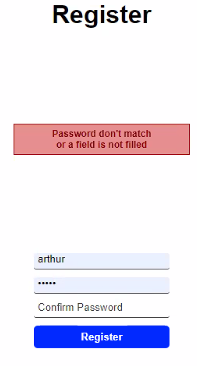 Register
Password don't match
or a field is not filled
arthur
•••••
Confirm Password
Register